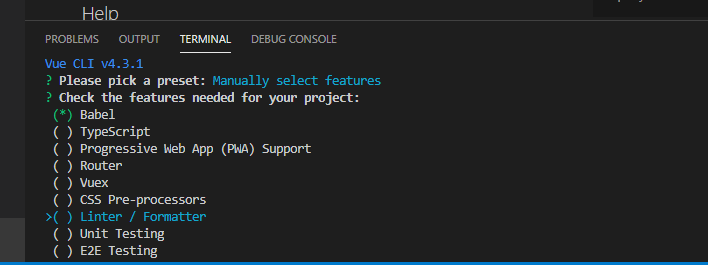 Help
PROBLEMS OUTPUT TERMINAL DEBUG CONSOLE
Vue CLI v4.3.1
? Please pick a preset: Manually select features
? Check the features needed for your project:
(*) Babel
( ) TypeScript
( ) Progressive Web App (PWA) Support
( ) Router
( ) Vuex
( ) CSS Pre-processors
>( ) Linter / Formatter
( ) Unit Testing
( ) E2E Testing